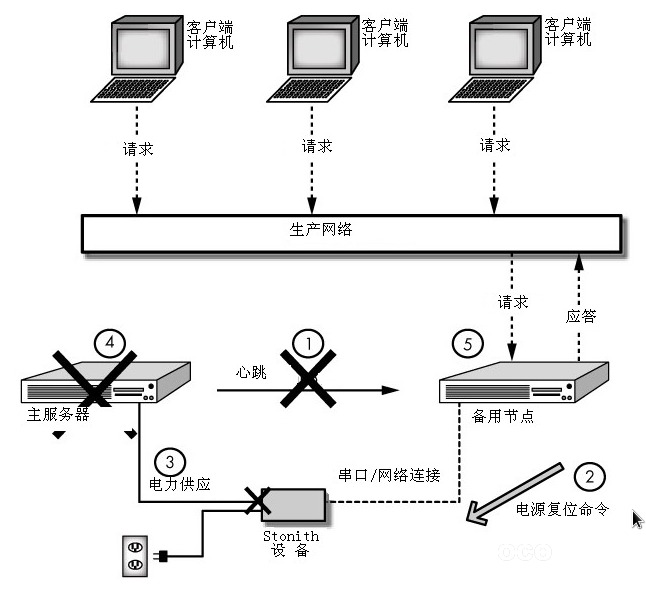 客户端
计算机
客户端
计算机
客户端
计算机
请求
请求
请求
生产网络
请求
应答
4
1
5
心跳
主服务器
备用节点
3
电力供应
串口/网络连接
2
电源复位命令
Stonith
设 备